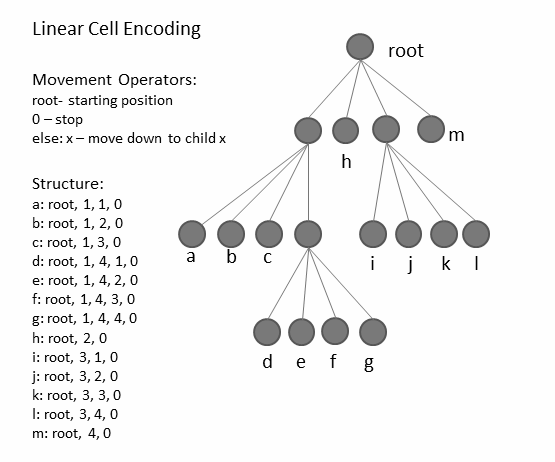 Linear Cell Encoding
Movement Operators:
root- starting position
0 – stop
else: x – move down to child x
Structure:
a: root, 1, 1, 0
b: root, 1, 2, 0
c: root, 1, 3, 0
d: root, 1, 4, 1, 0
e: root, 1, 4, 2, 0
f: root, 1, 4, 3, 0
g: root, 1, 4, 4, 0
h: root, 2, 0
i: root, 3, 1, 0
j: root, 3, 2, 0
k: root, 3, 3, 0
l: root, 3, 4, 0
m: root, 4, 0
root
h
m
a b c
i j k l
d e f g